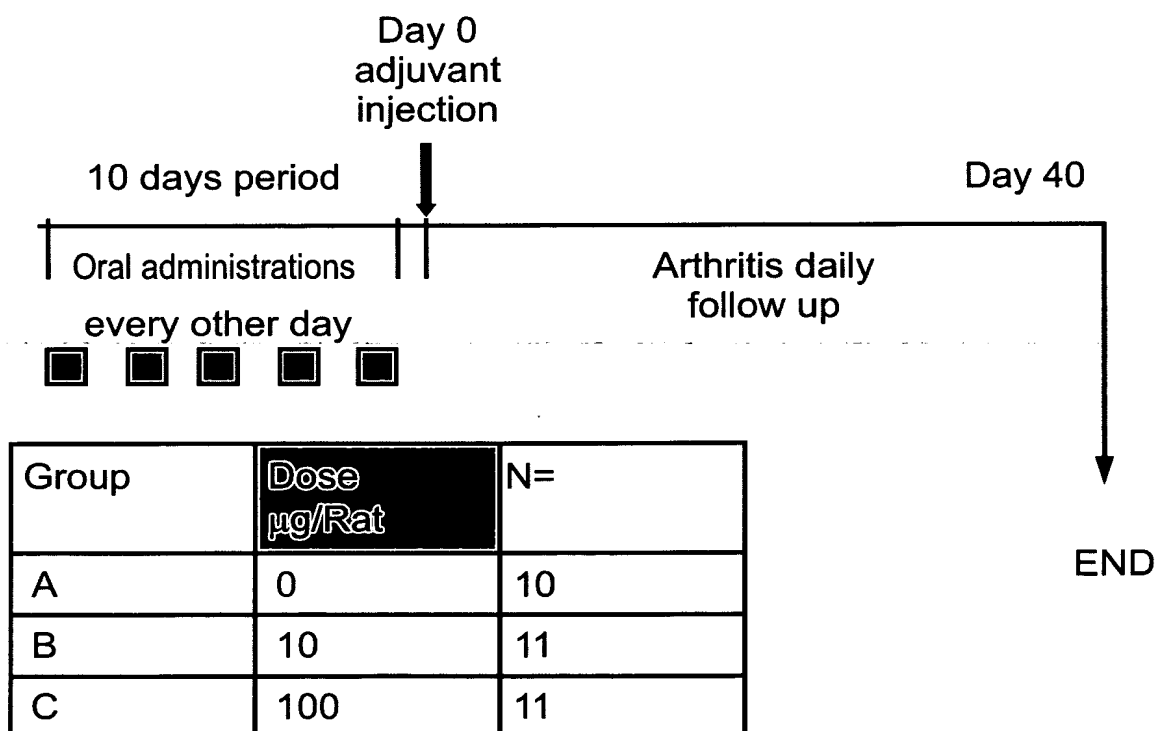 Day 0
adjuvant
injection
10 days period
Day 40
Oral administrations
every other day
Arthritis daily
follow up
Group Dose N=
µg/Rat
A 0 10
B 10 11
C 100 11
END